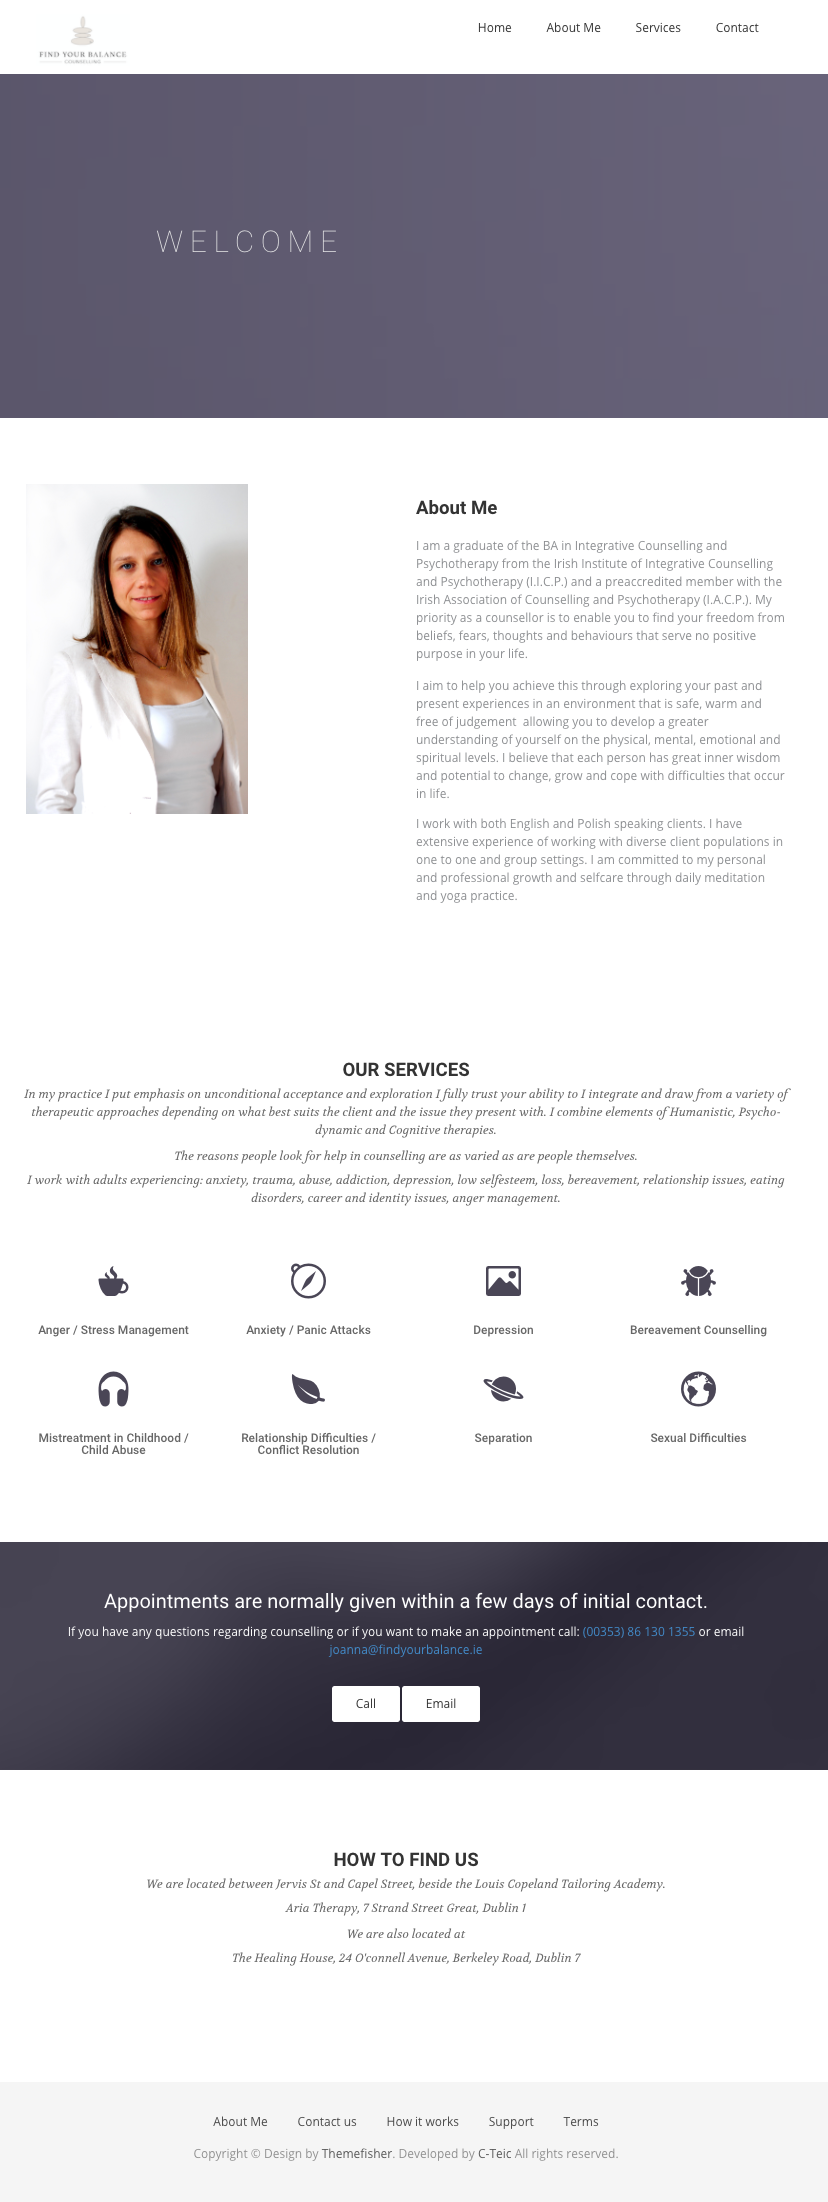 FIND YOUR BALANCE
COUNSELLING
Home About Me Services Contact
WELCOME
About Me
I am a graduate of the BA in Integrative Counselling and
Psychotherapy from the Irish Institute of Integrative Counselling
and Psychotherapy (I.I.C.P.) and a preaccredited member with the
Irish Association of Counselling and Psychotherapy (I.A.C.P.). My
priority as a counsellor is to enable you to find your freedom from
beliefs, fears, thoughts and behaviours that serve no positive
purpose in your life.
I aim to help you achieve this through exploring your past and
present experiences in an environment that is safe, warm and
free of judgement  allowing you to develop a greater
understanding of yourself on the physical, mental, emotional and
spiritual levels. I believe that each person has great inner wisdom
and potential to change, grow and cope with difficulties that occur
in life.
I work with both English and Polish speaking clients. I have
extensive experience of working with diverse client populations in
one to one and group settings. I am committed to my personal
and professional growth and selfcare through daily meditation
and yoga practice.
OUR SERVICES
In my practice I put emphasis on unconditional acceptance and exploration I fully trust your ability to I integrate and draw from a variety of
therapeutic approaches depending on what best suits the client and the issue they present with. I combine elements of Humanistic, Psycho-
dynamic and Cognitive therapies.
The reasons people look for help in counselling are as varied as are people themselves.
I work with adults experiencing: anxiety, trauma, abuse, addiction, depression, low selfesteem, loss, bereavement, relationship issues, eating
disorders, career and identity issues, anger management.
Anger / Stress Management
Anxiety / Panic Attacks
Depression
Bereavement Counselling
Mistreatment in Childhood /
Child Abuse
Relationship Difficulties /
Conflict Resolution
Separation
Sexual Difficulties
Appointments are normally given within a few days of initial contact.
If you have any questions regarding counselling or if you want to make an appointment call: (00353) 86 130 1355 or email
joanna@findyourbalance.ie
Call Email
HOW TO FIND US
We are located between Jervis St and Capel Street, beside the Louis Copeland Tailoring Academy.
Aria Therapy, 7 Strand Street Great, Dublin 1
We are also located at
The Healing House, 24 O'connell Avenue, Berkeley Road, Dublin 7
About Me Contact us How it works Support Terms
Copyright © Design by Themefisher. Developed by C-Teic All rights reserved.